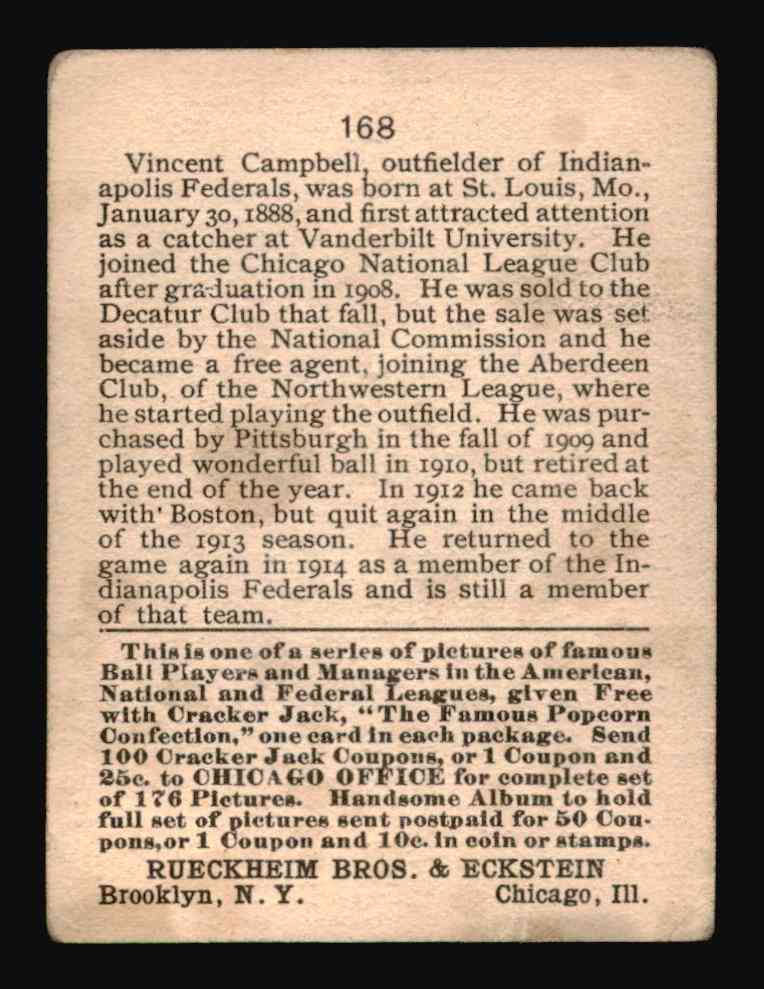 168
Vincent Campbell, outfielder of Indian-
apolis Federals, was born at St. Louis, Mo.,
January 30, 1888, and first attracted attention
as a catcher at Vanderbilt University. He
joined the Chicago National League Club
after graduation in 1908. He was sold to the
Decatur Club that fall, but the sale was set
aside by the National Commission and he
became a free agent, joining the Aberdeen
Club, of the Northwestern League, where
he started playing the outfield. He was pur-
chased by Pittsburgh in the fall of 1909 and
played wonderful ball in 1910, but retired at
the end of the year. In 1912 he came back
with Boston, but quit again in the middle
of the 1913 season. He returned to the
game again in 1914 as a member of the In-
dianapolis Federals and is still a member
of that team.
This is one of a series of pictures of famous
Ball Players and Managers in the American,
National and Federal Leagues, given Free
with Cracker Jack, "The Famous Popcorn
Confection," one card in each package. Send
100 Cracker Jack Coupons, or 1 Coupon and
25c. to CHICAGO OFFICE for complete set
of 176 Pictures. Handsome Album to hold
full set of pictures sent postpaid for 50 Cou-
pons, or 1 Coupon and 10c. in coin or stamps.
RUECKHEIM BROS. & ECKSTEIN
Brooklyn, N. Y. Chicago, Ill.